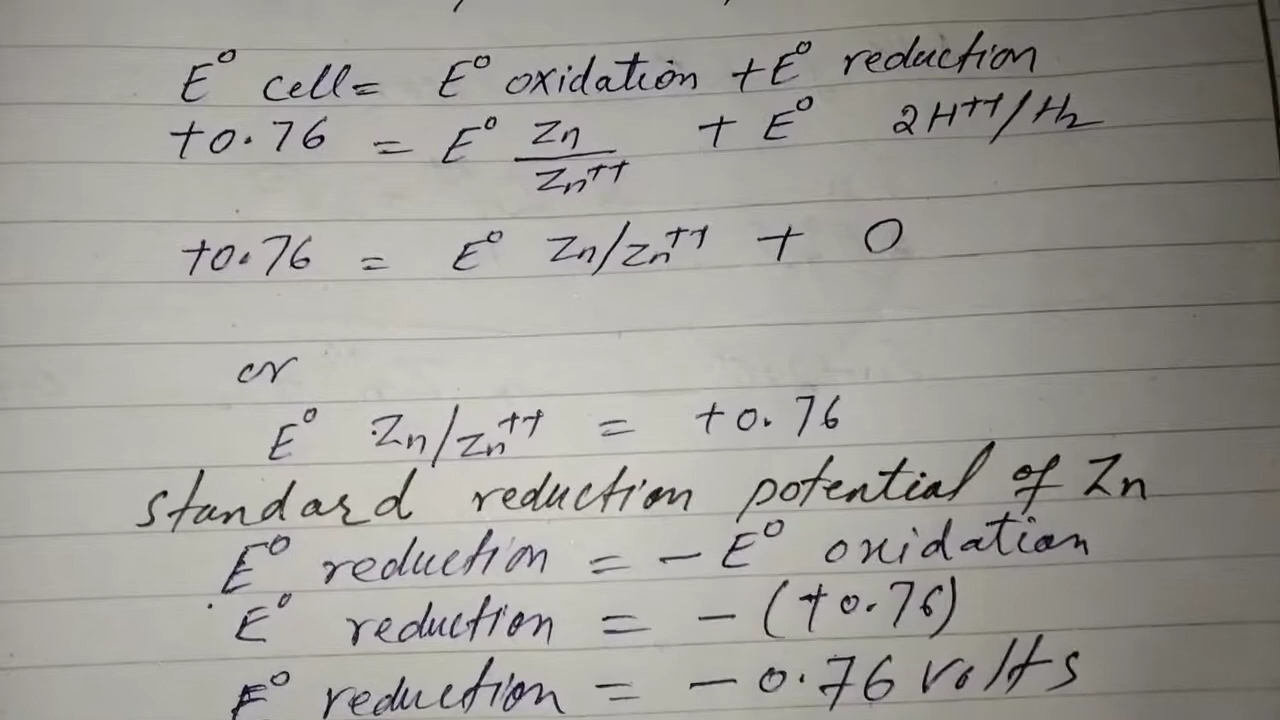 E° cell = E° oxidation + E° reduction
+0.76 = E° Zn/Zn++ + E° 2H++/H2
+0.76 = E° Zn/Zn++ + 0
or
E° Zn/Zn++ = +0.76
standard reduction potential of Zn
E° reduction = - E° oxidation
E° reduction = - (+0.76)
E° reduction = - 0.76 volts